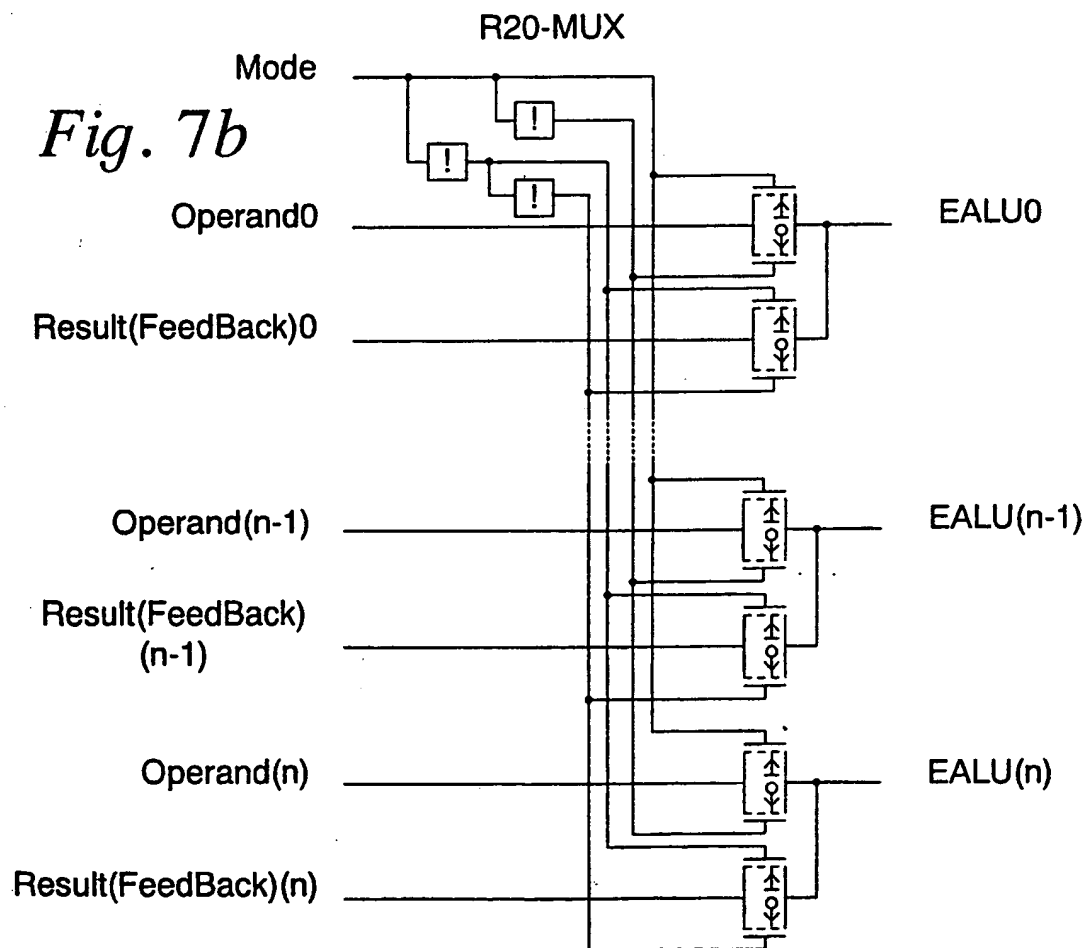 R20-MUX
Mode
Fig. 7b
!
!
!
Operand0
EALU0
Result(FeedBack)0
Operand(n-1)
EALU(n-1)
Result(FeedBack)
(n-1)
Operand(n)
EALU(n)
Result(FeedBack)(n)